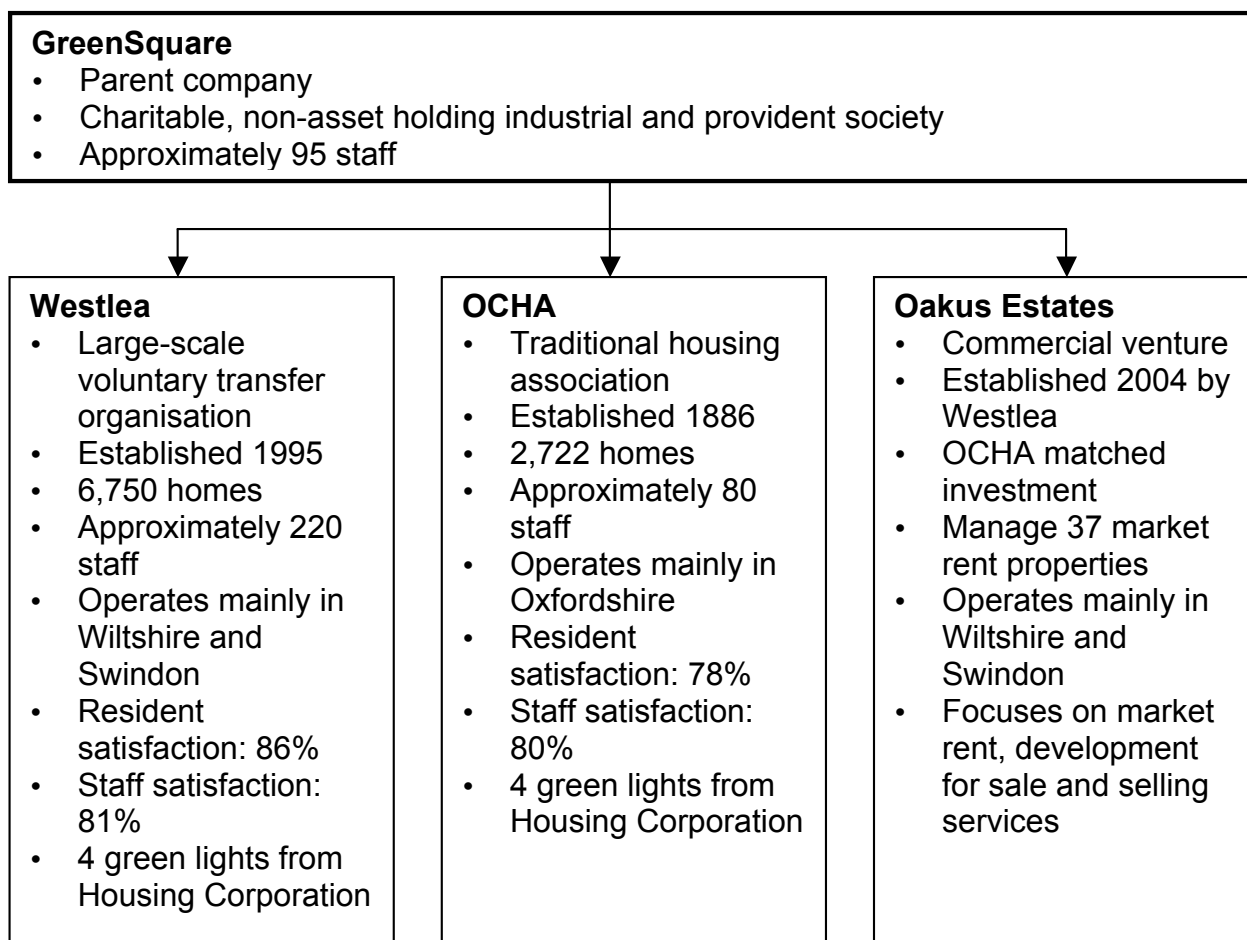 GreenSquare
• Parent company
• Charitable, non-asset holding industrial and provident society
• Approximately 95 staff
Westlea
• Large-scale
voluntary transfer
organisation
• Established 1995
• 6,750 homes
• Approximately 220
staff
• Operates mainly in
Wiltshire and
Swindon
• Resident
satisfaction: 86%
• Staff satisfaction:
81%
• 4 green lights from
Housing Corporation
OCHA
• Traditional housing
association
• Established 1886
• 2,722 homes
• Approximately 80
staff
• Operates mainly in
Oxfordshire
• Resident
satisfaction: 78%
• Staff satisfaction:
80%
• 4 green lights from
Housing Corporation
Oakus Estates
• Commercial venture
• Established 2004 by
Westlea
• OCHA matched
investment
• Manage 37 market
rent properties
• Operates mainly in
Wiltshire and
Swindon
• Focuses on market
rent, development
for sale and selling
services